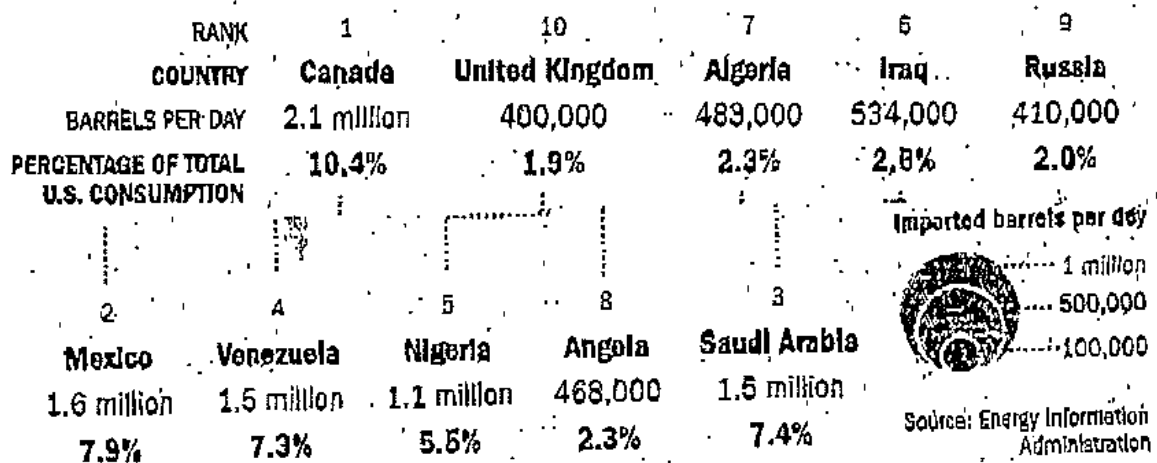 RANK 1 10 7 6 9
COUNTRY Canada United Kingdom Algeria Iraq Russia
BARRELS PER DAY 2.1 million 400,000 489,000 534,000 410,000
PERCENTAGE OF TOTAL 10.4% 1.9% 2.3% 2.6% 2.0%
U.S. CONSUMPTION
Imported barrels per day
1 million
500,000
100,000
2 4 5 8 3
Mexico Venezuela Nigeria Angola Saudi Arabia
1.6 million 1.5 million 1.1 million 468,000 1.5 million
7.9% 7.3% 5.5% 2.3% 7.4%
Source: Energy Information
Administration